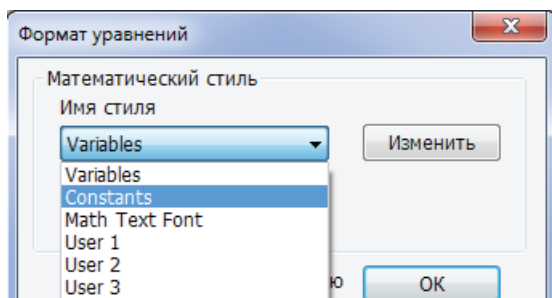 Формат уравнений
Математический стиль
Имя стиля
Variables
Изменить
Variables
Constants
Math Text Font
User 1
User 2
User 3
ю
OK